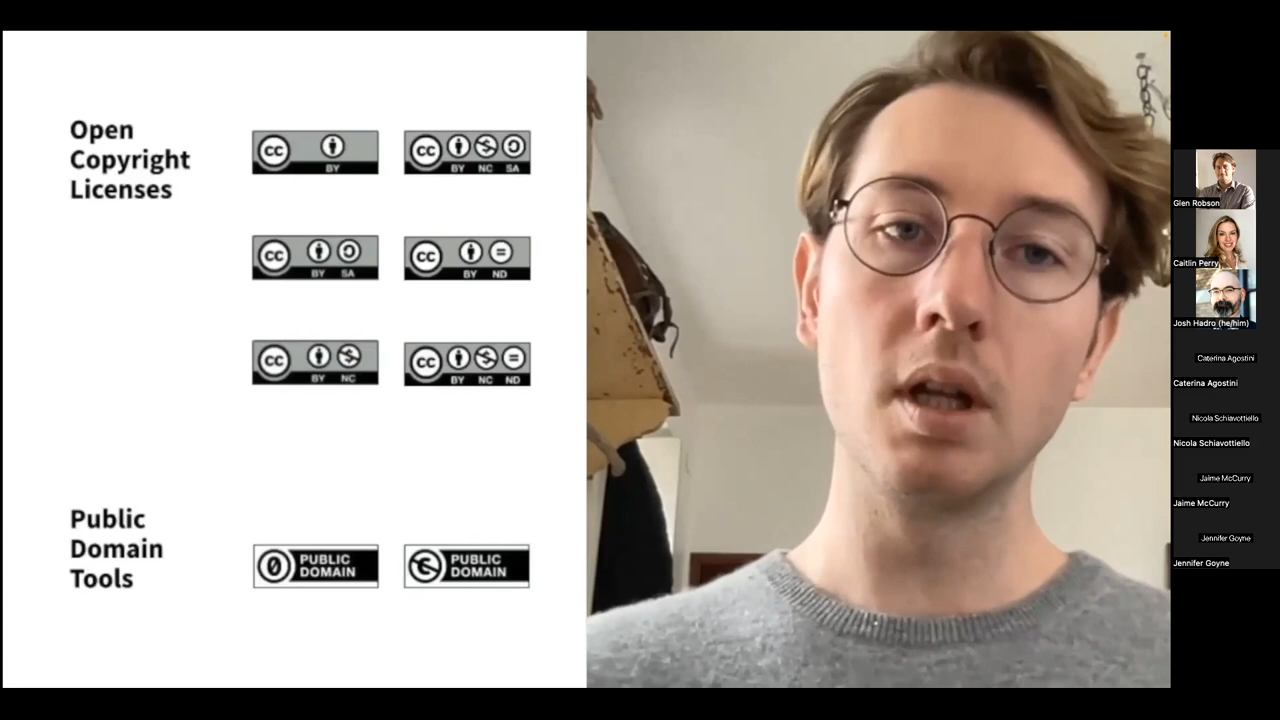 Open
Copyright
Licenses
CC BY
CC BY NC SA
CC BY SA
CC BY ND
CC BY NC
CC BY NC ND
Public
Domain
Tools
0 PUBLIC
DOMAIN
PUBLIC
DOMAIN
Glen Robson
Caitlin Perry
Josh Hadro (he/him)
Caterina Agostini
Caterina Agostini
Nicola Schiavottiello
Nicola Schiavottiello
Jaime McCurry
Jaime McCurry
Jennifer Goyne
Jennifer Goyne